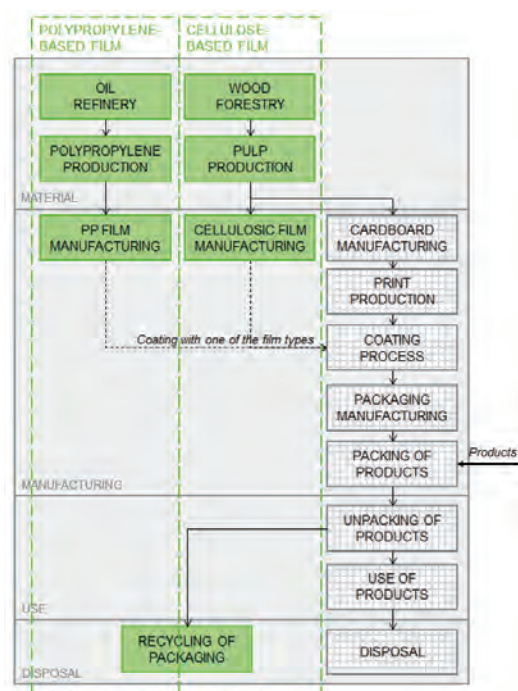 POLYPROPYLENE-
BASED FILM
CELLULOSE-
BASED FILM
OIL
REFINERY
WOOD
FORESTRY
POLYPROPYLENE
PRODUCTION
PULP
PRODUCTION
MATERIAL
PP FILM
MANUFACTURING
CELLULOSIC FILM
MANUFACTURING
CARDBOARD
MANUFACTURING
PRINT
PRODUCTION
Coating with one of the film types
COATING
PROCESS
PACKAGING
MANUFACTURING
PACKING OF
PRODUCTS
Products
MANUFACTURING
UNPACKING OF
PRODUCTS
USE OF
PRODUCTS
USE
RECYCLING OF
PACKAGING
DISPOSAL
DISPOSAL